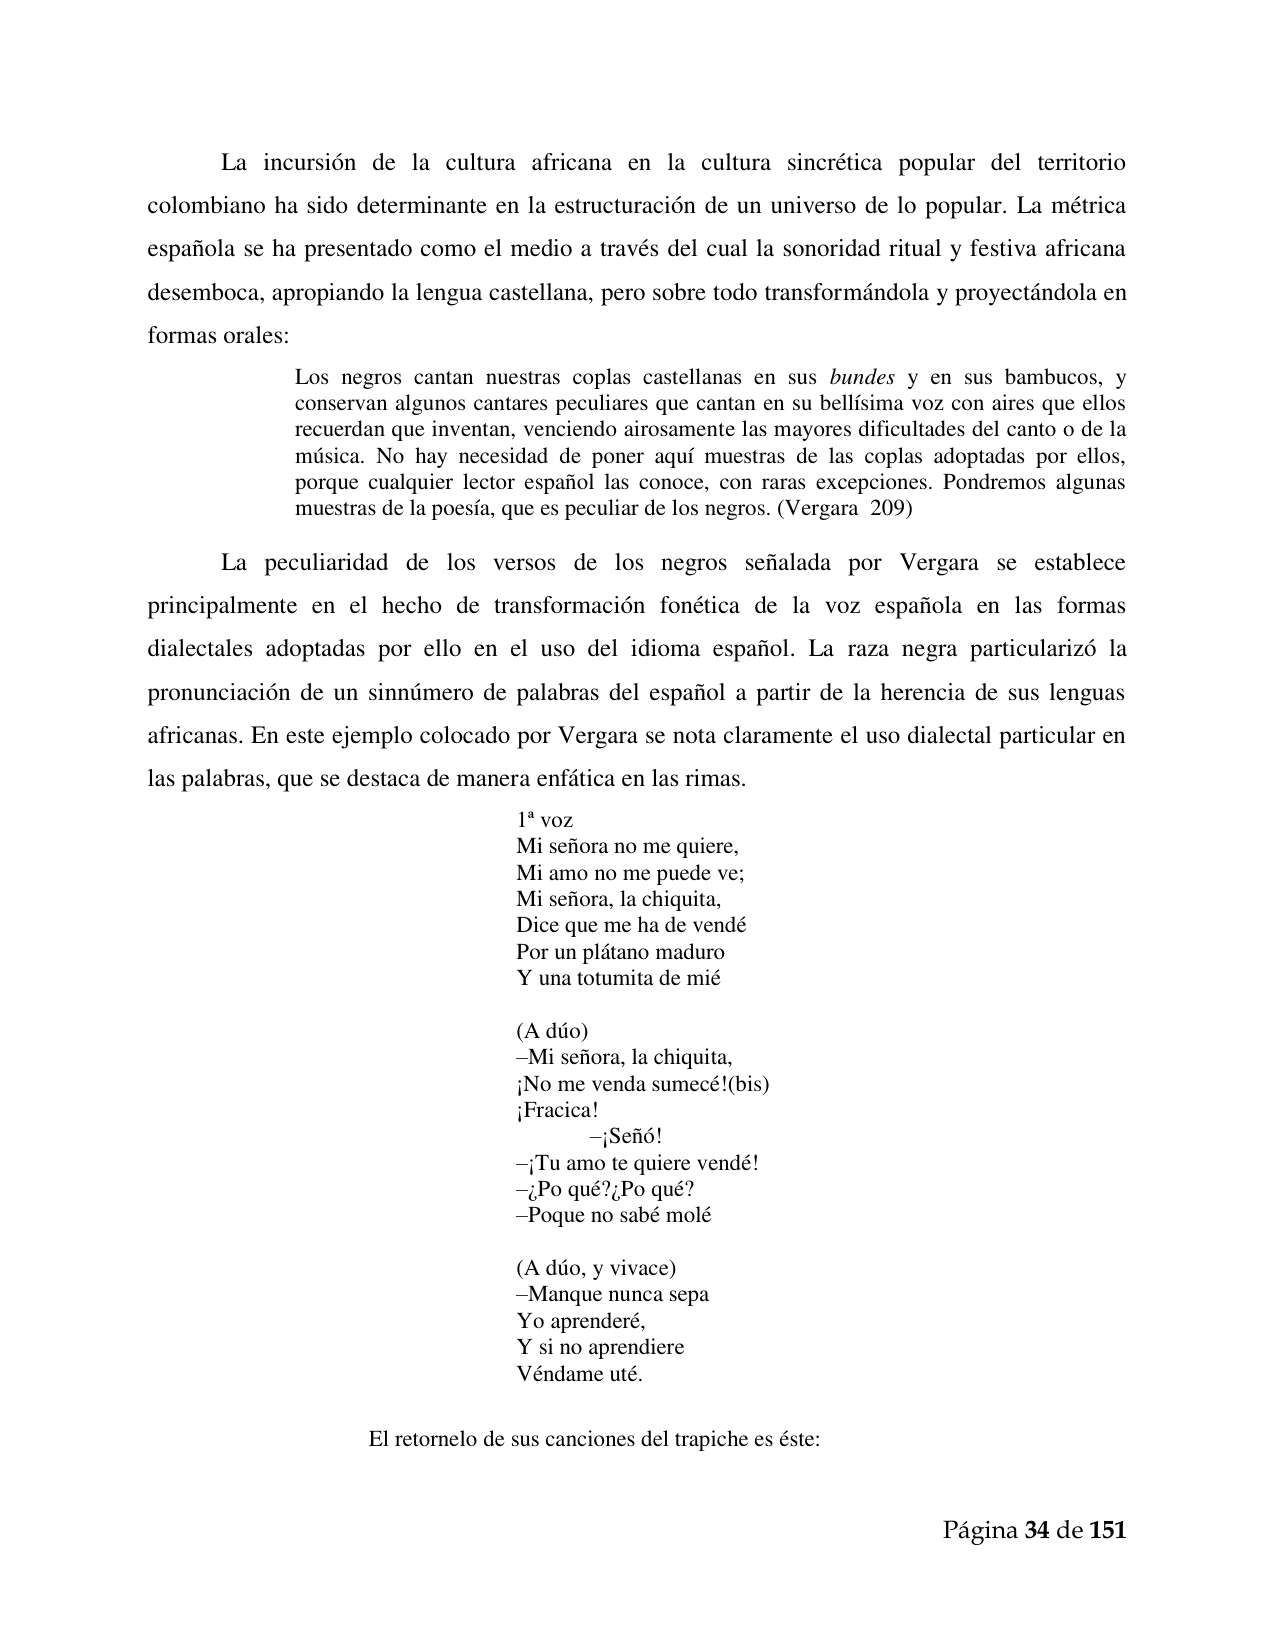 La incursión de la cultura africana en la cultura sincrética popular del territorio
colombiano ha sido determinante en la estructuración de un universo de lo popular. La métrica
española se ha presentado como el medio a través del cual la sonoridad ritual y festiva africana
desemboca, apropiando la lengua castellana, pero sobre todo transformándola y proyectándola en
formas orales:
Los negros cantan nuestras coplas castellanas en sus bundes y en sus bambucos, y
conservan algunos cantares peculiares que cantan en su bellísima voz con aires que ellos
recuerdan que inventan, venciendo airosamente las mayores dificultades del canto o de la
música. No hay necesidad de poner aquí muestras de las coplas adoptadas por ellos,
porque cualquier lector español las conoce, con raras excepciones. Pondremos algunas
muestras de la poesía, que es peculiar de los negros. (Vergara  209)
La peculiaridad de los versos de los negros señalada por Vergara se establece
principalmente en el hecho de transformación fonética de la voz española en las formas
dialectales adoptadas por ello en el uso del idioma español. La raza negra particularizó la
pronunciación de un sinnúmero de palabras del español a partir de la herencia de sus lenguas
africanas. En este ejemplo colocado por Vergara se nota claramente el uso dialectal particular en
las palabras, que se destaca de manera enfática en las rimas.
1ª voz
Mi señora no me quiere,
Mi amo no me puede ve;
Mi señora, la chiquita,
Dice que me ha de vendé
Por un plátano maduro
Y una totumita de mié
(A dúo)
–Mi señora, la chiquita,
¡No me venda sumecé!(bis)
¡Fracica!
–¡Señó!
–¡Tu amo te quiere vendé!
–¿Po qué?¿Po qué?
–Poque no sabé molé
(A dúo, y vivace)
–Manque nunca sepa
Yo aprenderé,
Y si no aprendiere
Véndame uté.
El retornelo de sus canciones del trapiche es éste:
Página 34 de 151